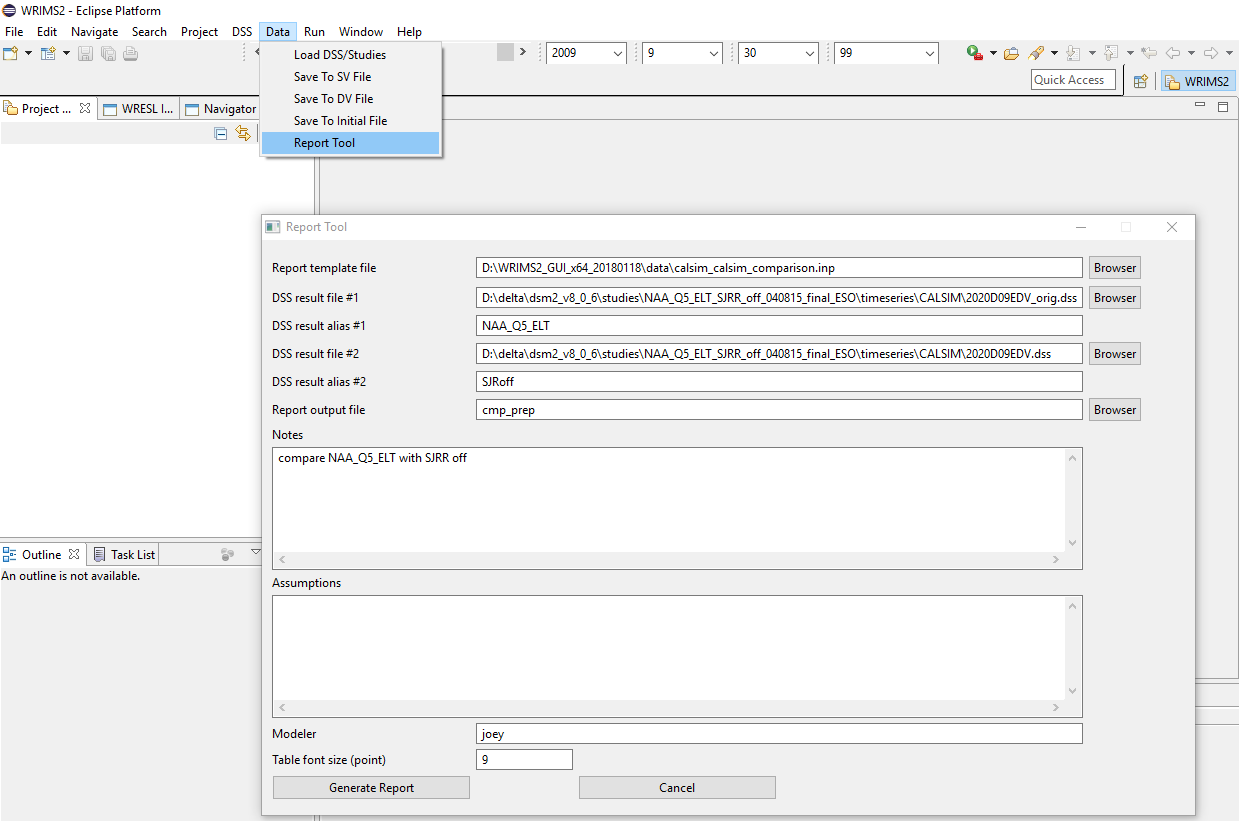 WRIMS2 - Eclipse Platform
File Edit Navigate Search Project DSS Data Run Window Help
2009 9 30 99
Quick Access WRIMS2
Project ... WRESL I... Navigator
Load DSS/Studies
Save To SV File
Save To DV File
Save To Initial File
Report Tool
Report Tool
Report template file D:\WRIMS2_GUI_x64_20180118\data\calsim_calsim_comparison.inp Browser
DSS result file #1 D:\delta\dsm2_v8_0_6\studies\NAA_Q5_ELT_SJRR_off_040815_final_ESO\timeseries\CALSIM\2020D09EDV_orig.dss Browser
DSS result alias #1 NAA_Q5_ELT
DSS result file #2 D:\delta\dsm2_v8_0_6\studies\NAA_Q5_ELT_SJRR_off_040815_final_ESO\timeseries\CALSIM\2020D09EDV.dss Browser
DSS result alias #2 SJRoff
Report output file cmp_prep Browser
Notes
compare NAA_Q5_ELT with SJRR off
Assumptions
Modeler joey
Table font size (point) 9
Generate Report Cancel
Outline Task List
An outline is not available.